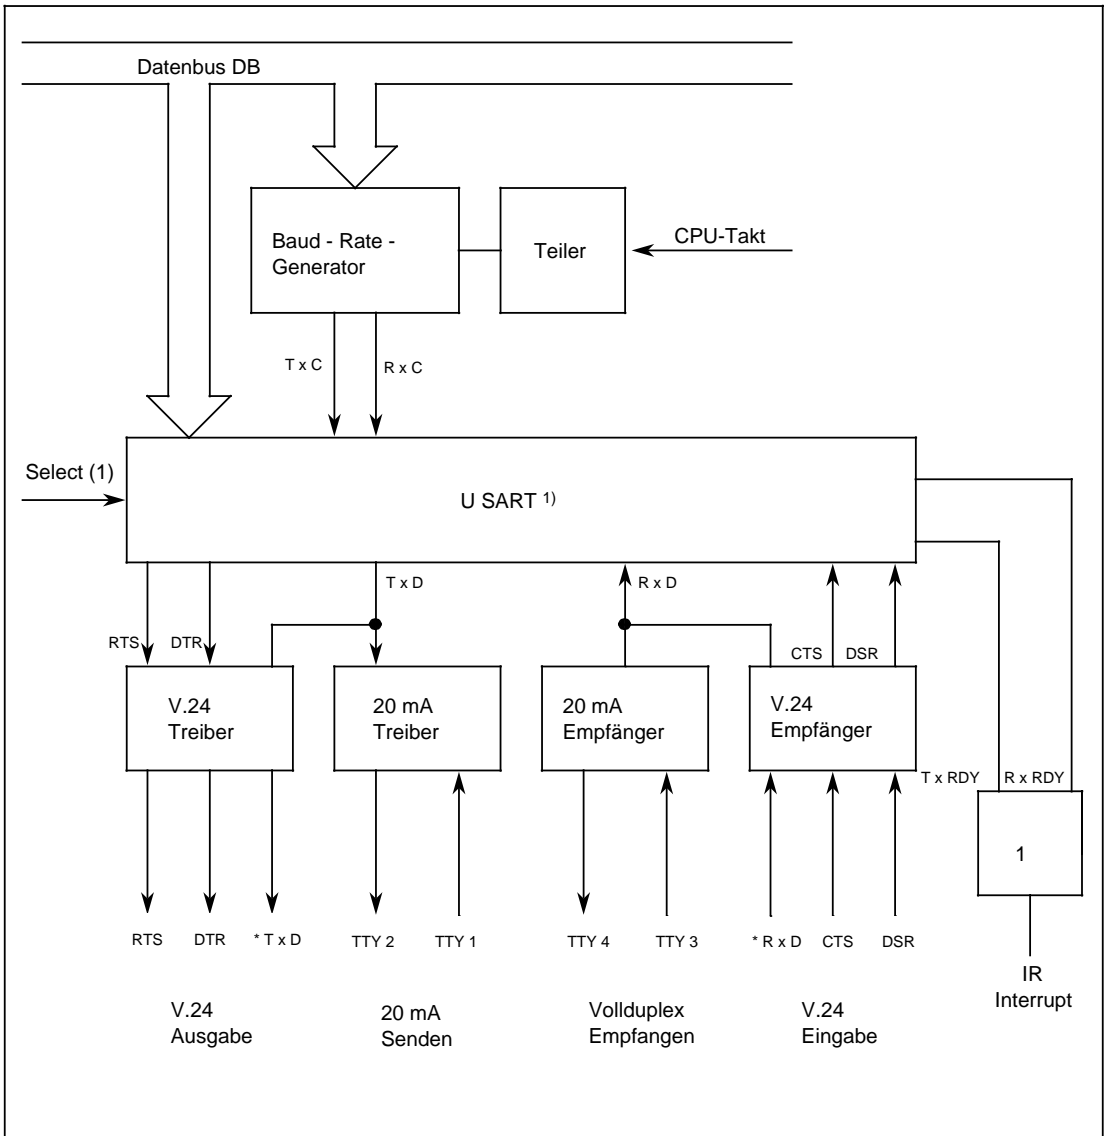 Datenbus DB
Baud - Rate -
Generator
Teiler
CPU-Takt
T x C
R x C
Select (1)
U SART 1)
T x D
R x D
RTS
DTR
CTS
DSR
V.24
Treiber
20 mA
Treiber
20 mA
Empfänger
V.24
Empfänger
T x RDY
R x RDY
1
RTS
DTR
* T x D
TTY 2
TTY 1
TTY 4
TTY 3
* R x D
CTS
DSR
IR
Interrupt
V.24
Ausgabe
20 mA
Senden
Vollduplex
Empfangen
V.24
Eingabe